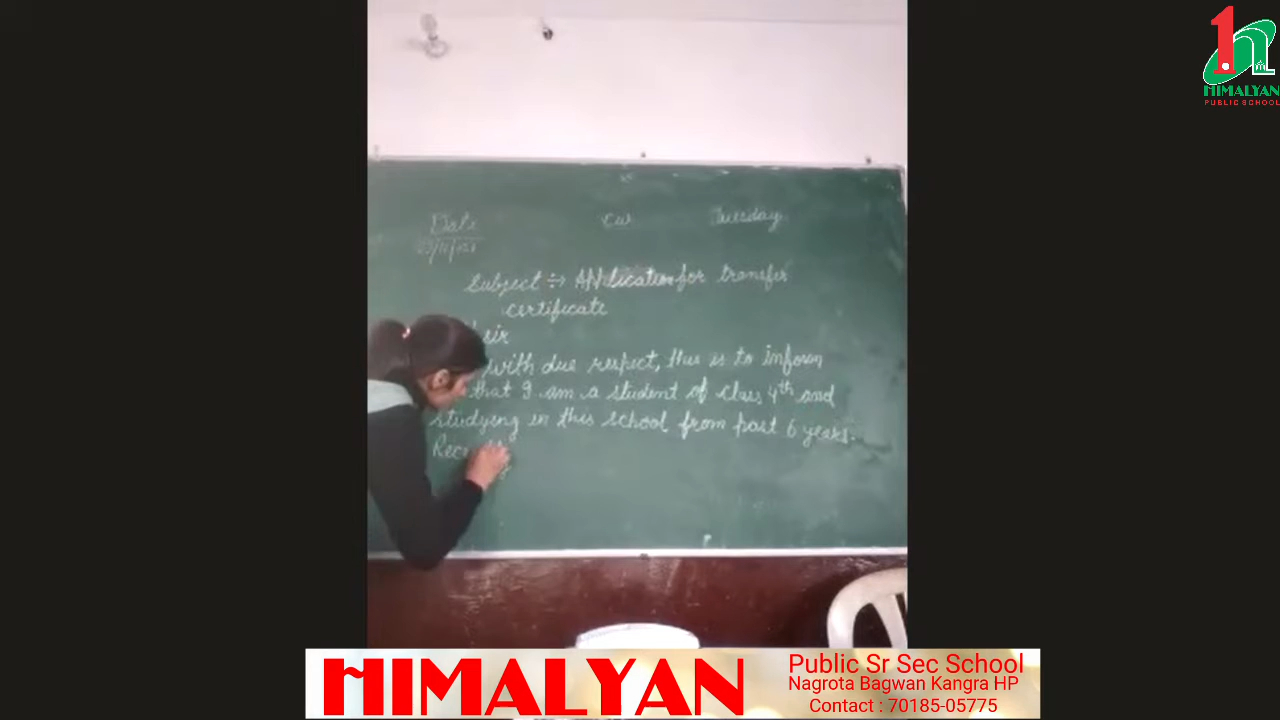 HIMALYAN
PUBLIC SCHOOL
Date
CW
Tuesday
Subject :-> Application for transfer
certificate
sir
with due respect, this is to inform
that I am a student of class 4th and
studying in this school from past 6 years.
HIMALYAN
Public Sr Sec School
Nagrota Bagwan Kangra HP
Contact : 70185-05775